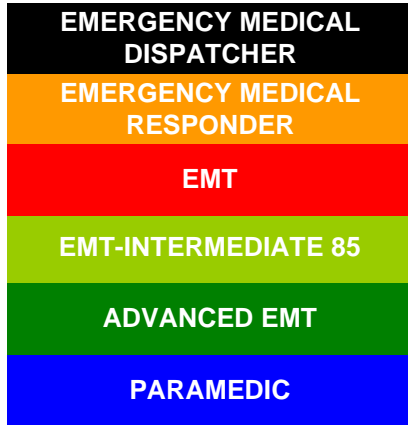 EMERGENCY MEDICAL
DISPATCHER
EMERGENCY MEDICAL
RESPONDER
EMT
EMT-INTERMEDIATE 85
ADVANCED EMT
PARAMEDIC